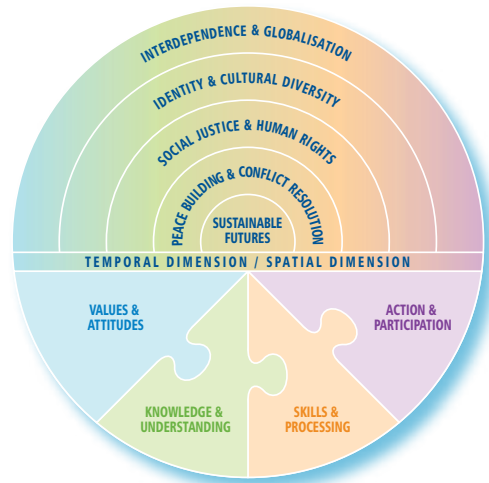 INTERDEPENDENCE & GLOBALISATION
IDENTITY & CULTURAL DIVERSITY
SOCIAL JUSTICE & HUMAN RIGHTS
PEACE BUILDING & CONFLICT RESOLUTION
SUSTAINABLE
FUTURES
TEMPORAL DIMENSION / SPATIAL DIMENSION
VALUES &
ATTITUDES
ACTION &
PARTICIPATION
KNOWLEDGE &
UNDERSTANDING
SKILLS &
PROCESSING